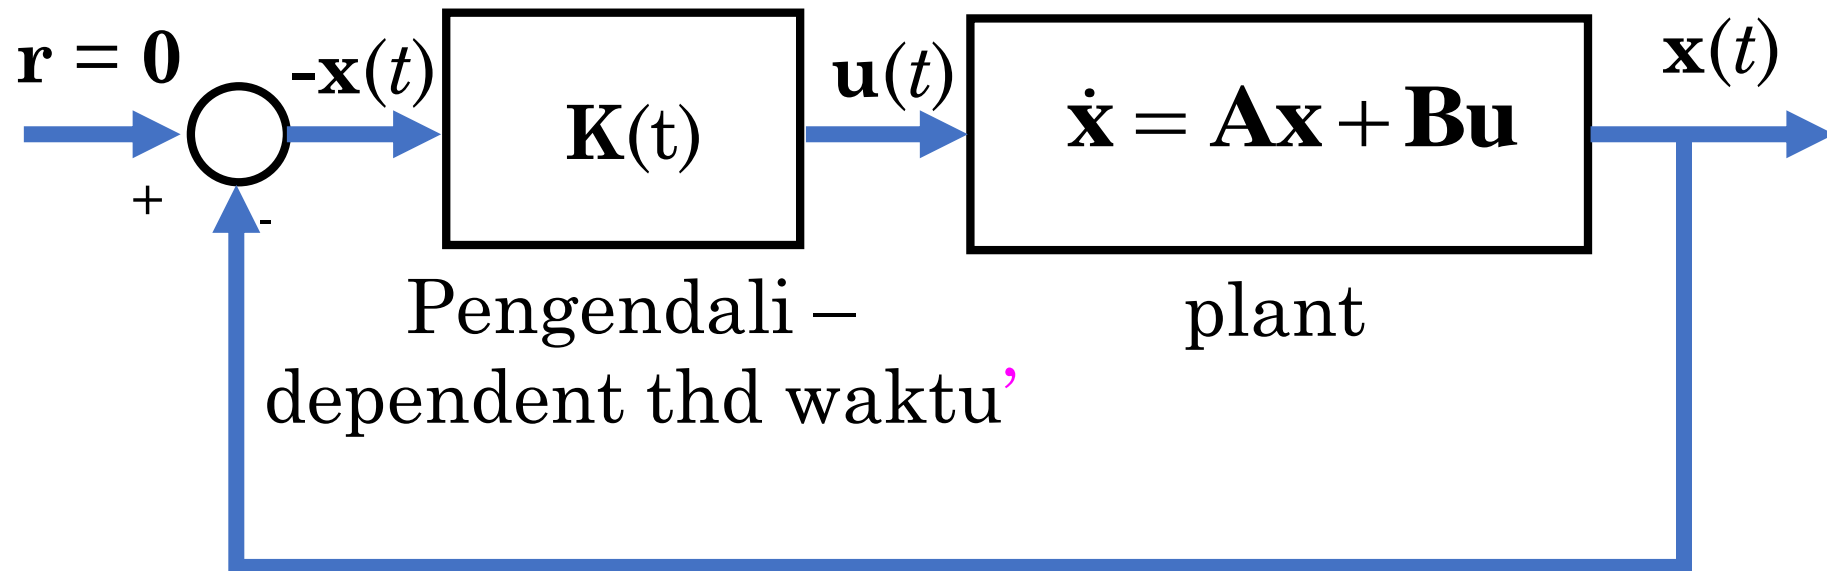 r = 0
-x(t)
K(t)
u(t)
ẋ = Ax + Bu
x(t)
+
-
Pengendali –
dependent thd waktu’
plant